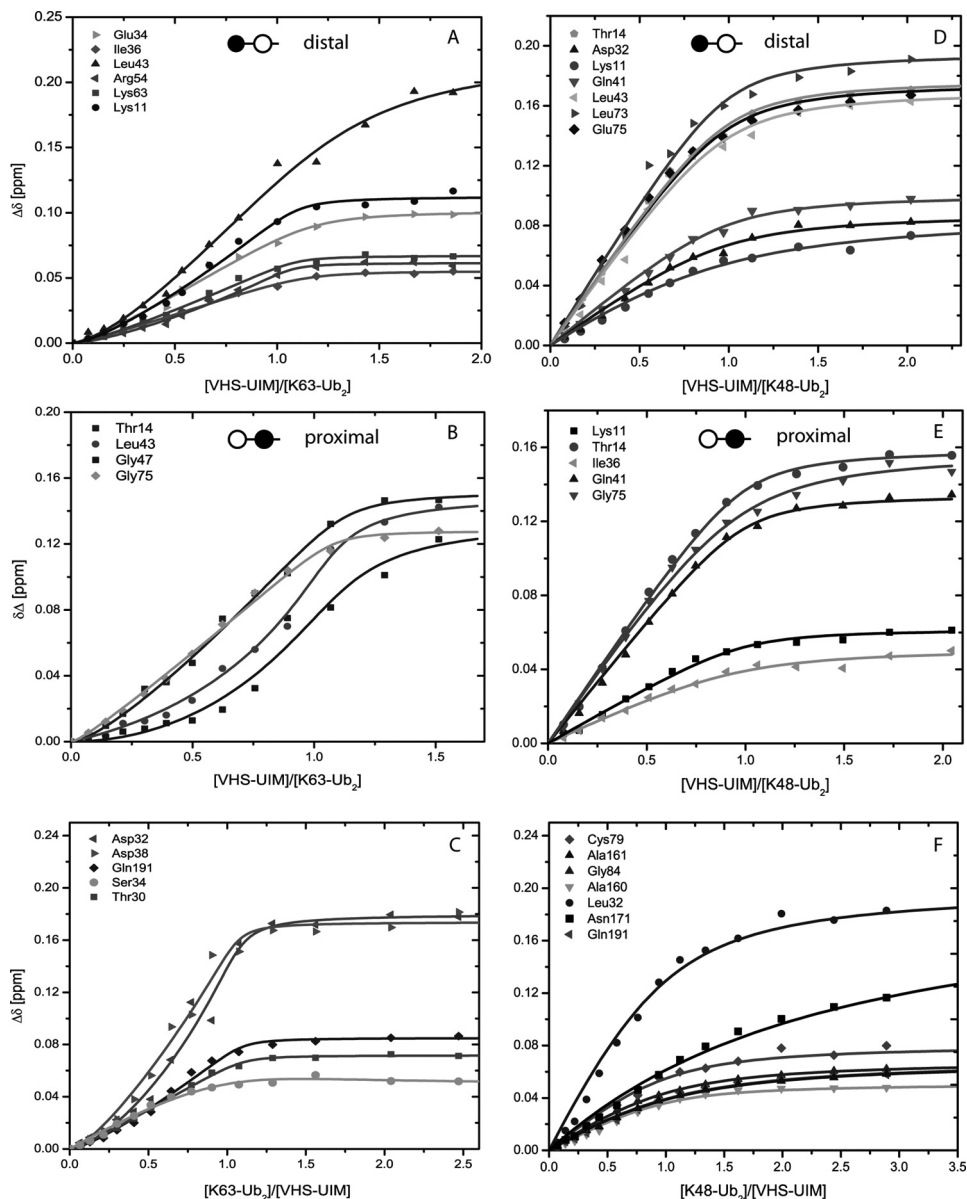 A
distal
Glu34
Ile36
Leu43
Arg54
Lys63
Lys11
0.25
0.20
0.15
0.10
0.05
0.00
Δδ [ppm]
0.0 0.5 1.0 1.5 2.0
[VHS-UIM]/[K63-Ub2]
D
distal
Thr14
Asp32
Lys11
Gln41
Leu43
Leu73
Glu75
0.20
0.16
0.12
0.08
0.04
0.00
0.0 0.5 1.0 1.5 2.0
[VHS-UIM]/[K48-Ub2]
B
proximal
Thr14
Leu43
Gly47
Gly75
0.20
0.16
0.12
0.08
0.04
0.00
δΔ [ppm]
0.0 0.5 1.0 1.5
[VHS-UIM]/[K63-Ub2]
E
proximal
Lys11
Thr14
Ile36
Gln41
Gly75
0.16
0.12
0.08
0.04
0.00
0.0 0.5 1.0 1.5 2.0
[VHS-UIM]/[K48-Ub2]
C
Asp32
Asp38
Gln191
Ser34
Thr30
0.24
0.20
0.16
0.12
0.08
0.04
0.00
Δδ [ppm]
0.0 0.5 1.0 1.5 2.0 2.5
[K63-Ub2]/[VHS-UIM]
F
Cys79
Ala161
Gly84
Ala160
Leu32
Asn171
Gln191
0.24
0.20
0.16
0.12
0.08
0.04
0.00
0.0 0.5 1.0 1.5 2.0 2.5 3.0 3.5
[K48-Ub2]/[VHS-UIM]